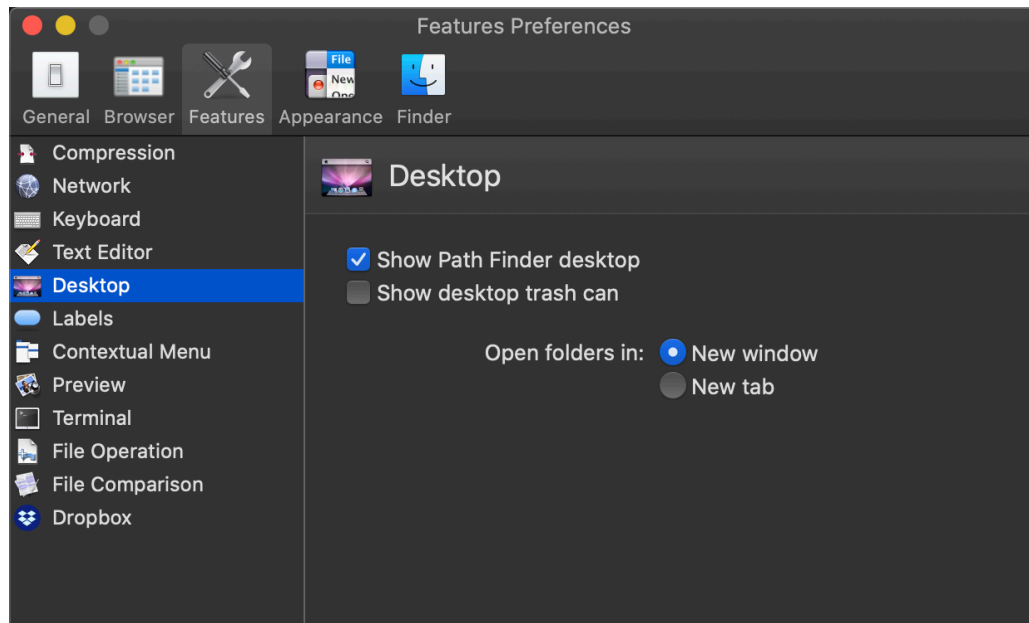 Features Preferences
File
New
General Browser Features Appearance Finder
Compression
Network
Keyboard
Text Editor
Desktop
Labels
Contextual Menu
Preview
Terminal
File Operation
File Comparison
Dropbox
Desktop
Show Path Finder desktop
Show desktop trash can
Open folders in: New window
New tab